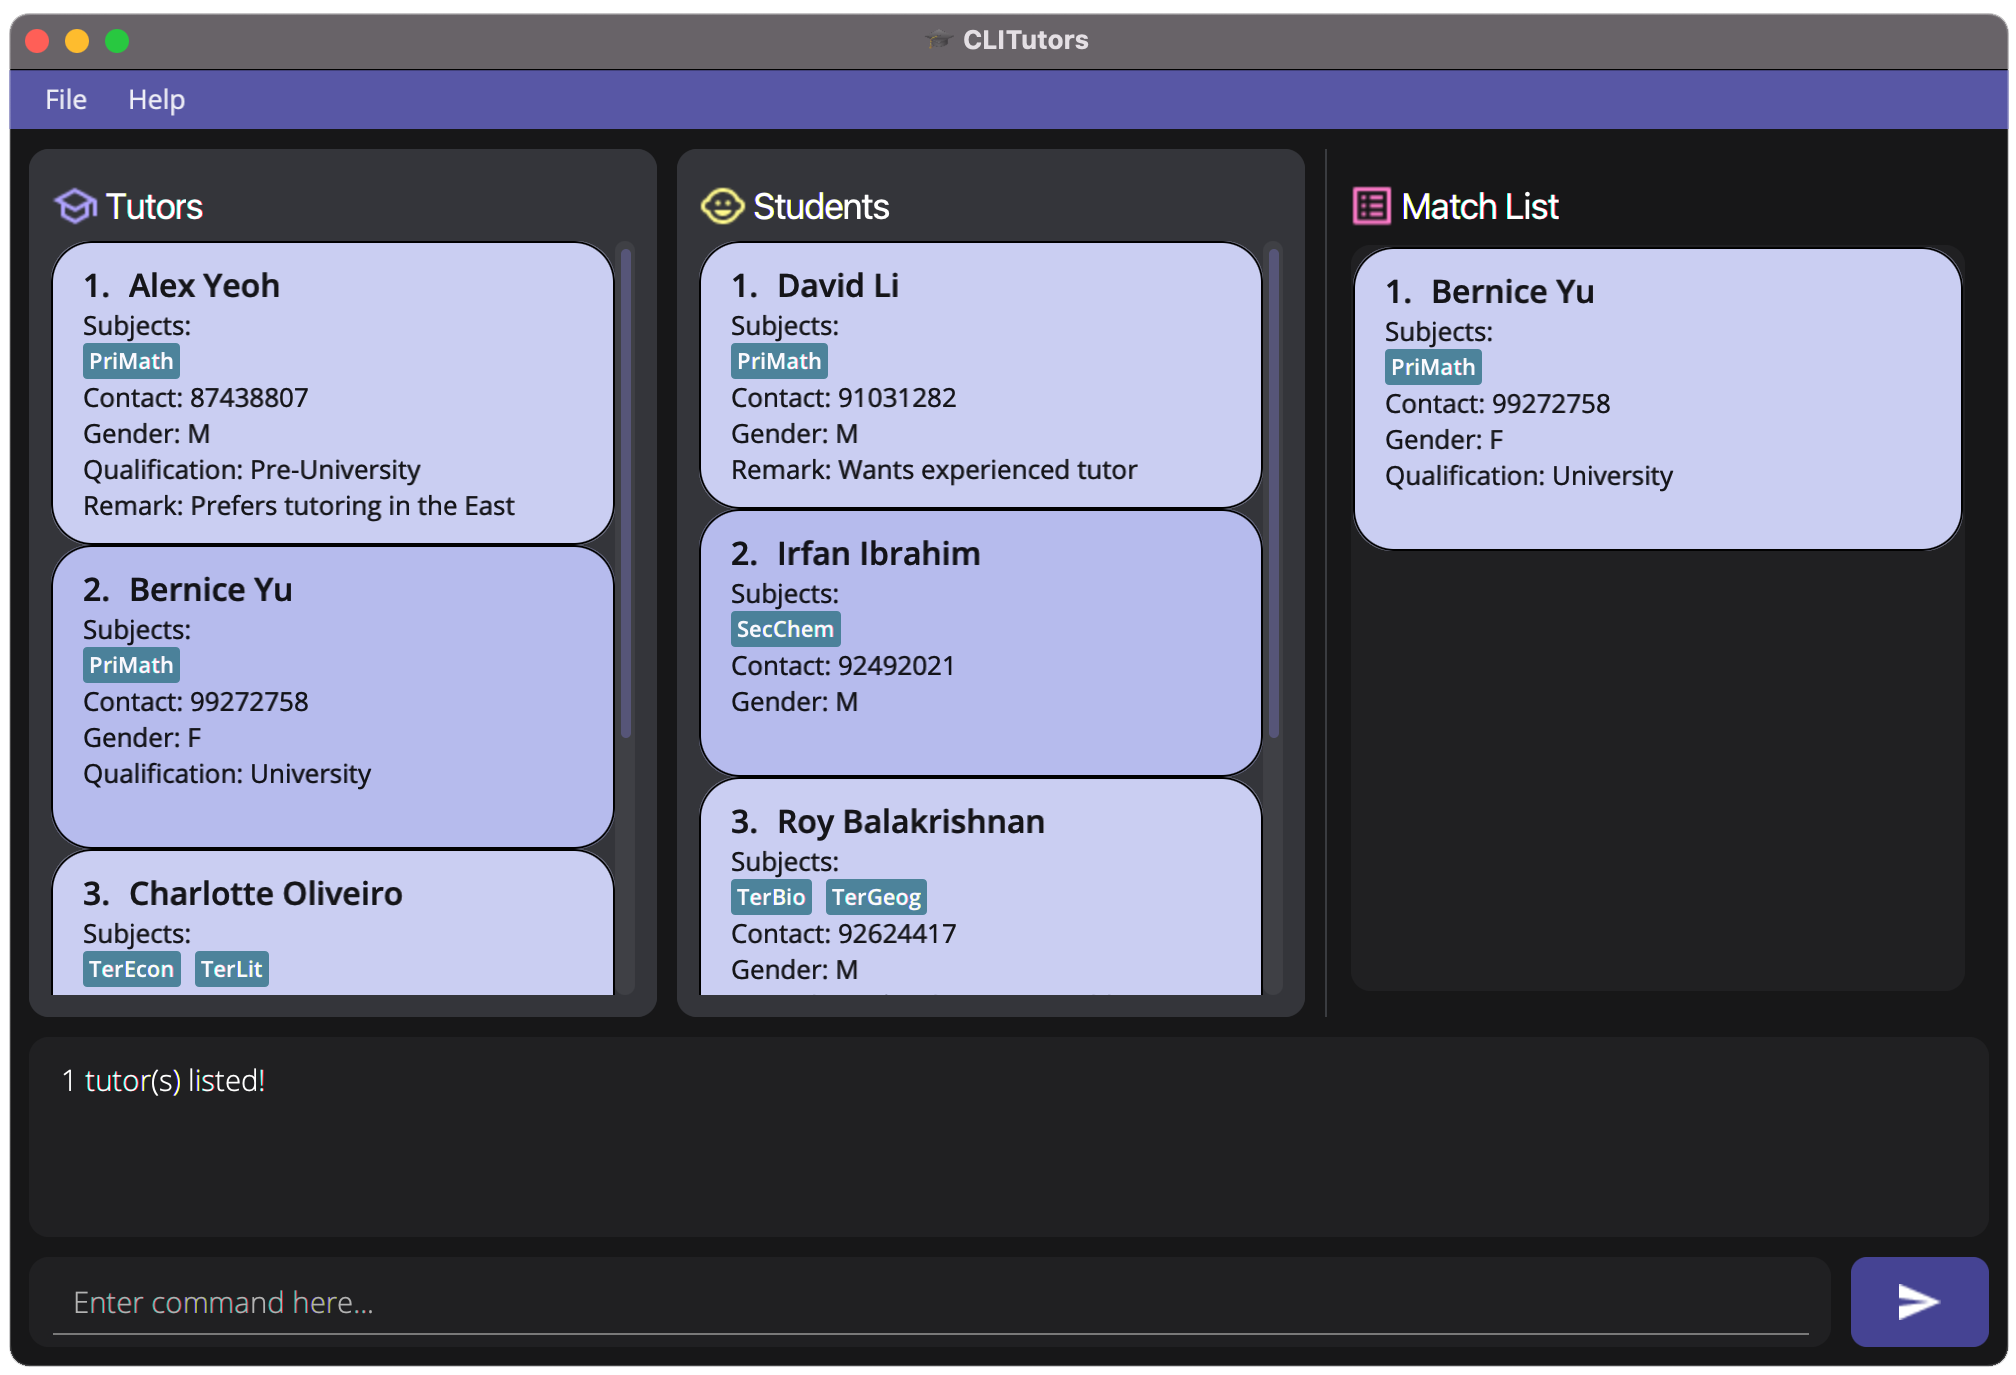 CLITutors
File Help
Tutors
1. Alex Yeoh
Subjects:
PriMath
Contact: 87438807
Gender: M
Qualification: Pre-University
Remark: Prefers tutoring in the East
2. Bernice Yu
Subjects:
PriMath
Contact: 99272758
Gender: F
Qualification: University
3. Charlotte Oliveiro
Subjects:
TerEcon TerLit
Students
1. David Li
Subjects:
PriMath
Contact: 91031282
Gender: M
Remark: Wants experienced tutor
2. Irfan Ibrahim
Subjects:
SecChem
Contact: 92492021
Gender: M
3. Roy Balakrishnan
Subjects:
TerBio TerGeog
Contact: 92624417
Gender: M
Match List
1. Bernice Yu
Subjects:
PriMath
Contact: 99272758
Gender: F
Qualification: University
1 tutor(s) listed!
Enter command here...